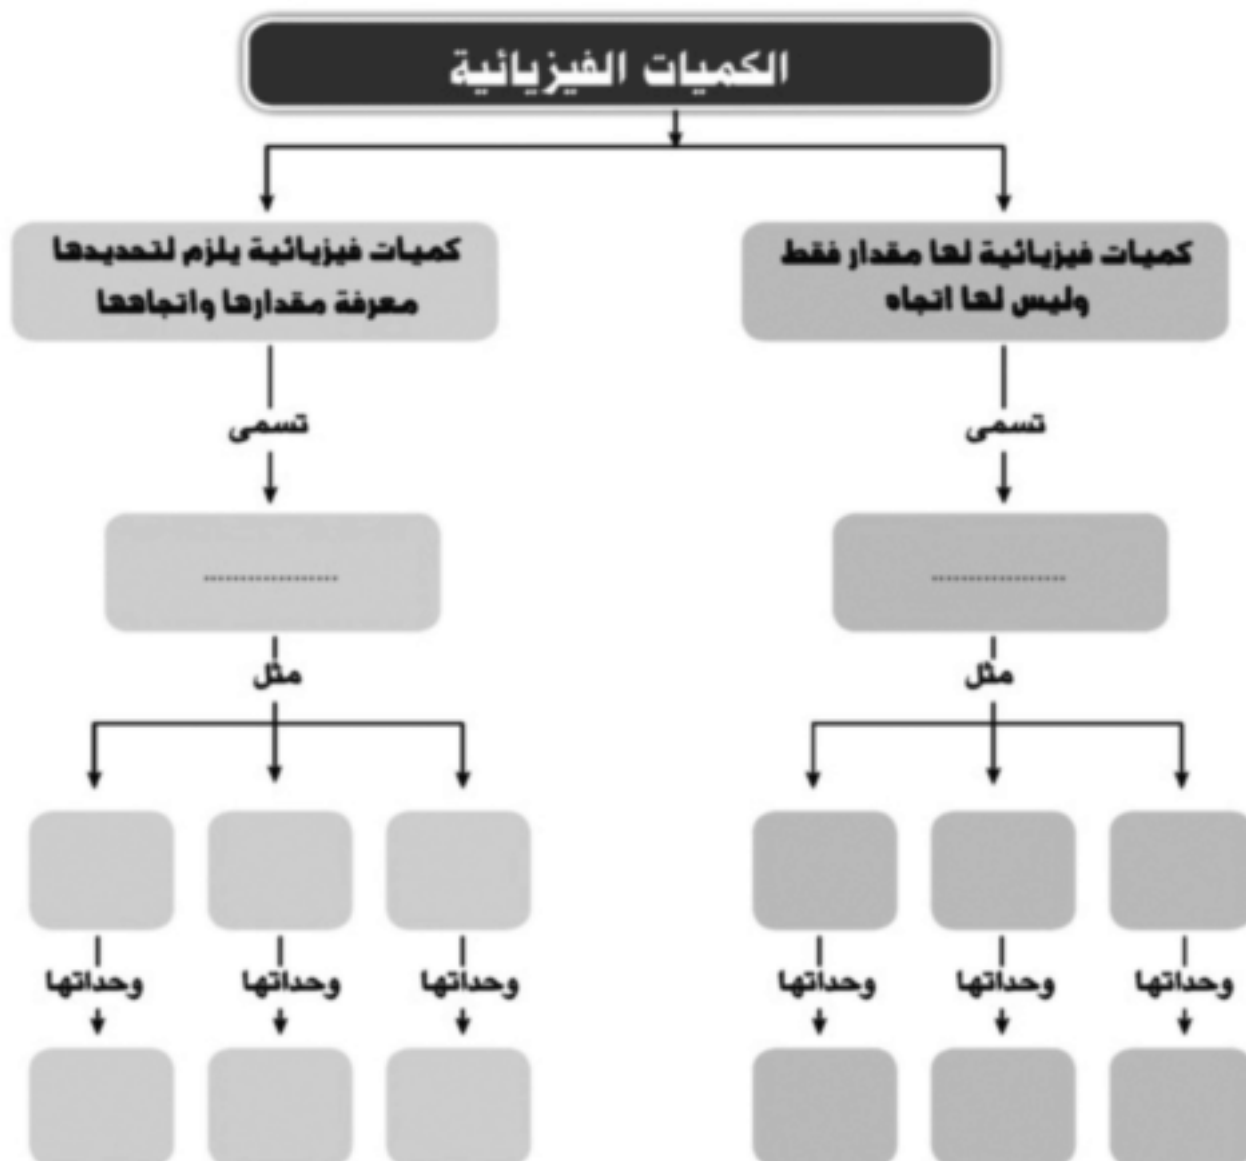 الكميات الفيزيائية
كميات فيزيائية لها مقدار فقط
وليس لها اتجاه
كميات فيزيائية يلزم لتحديدها
معرفة مقدارها واتجاهها
تسمى
تسمى
..................
..................
مثل
مثل
وحداتها
وحداتها
وحداتها
وحداتها
وحداتها
وحداتها